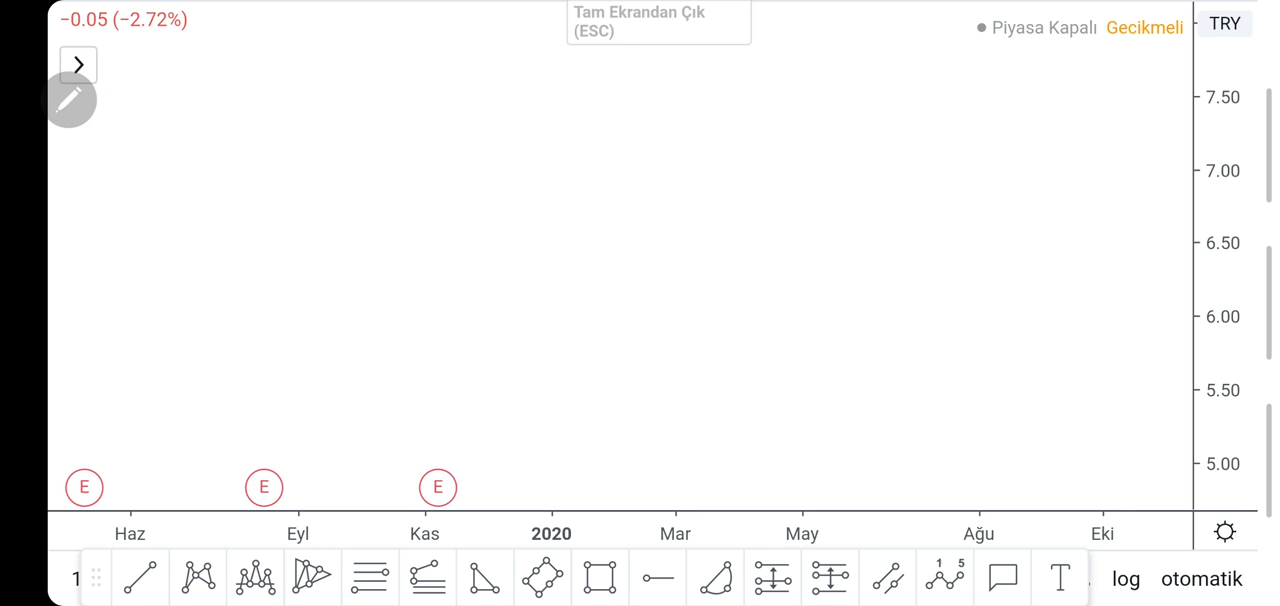 −0.05 (−2.72%)
Tam Ekrandan Çık
(ESC)
Piyasa Kapalı Gecikmeli
TRY
7.50
7.00
6.50
6.00
5.50
5.00
E E E
Haz Eyl Kas 2020 Mar May Ağu Eki
1 5
1 T log otomatik